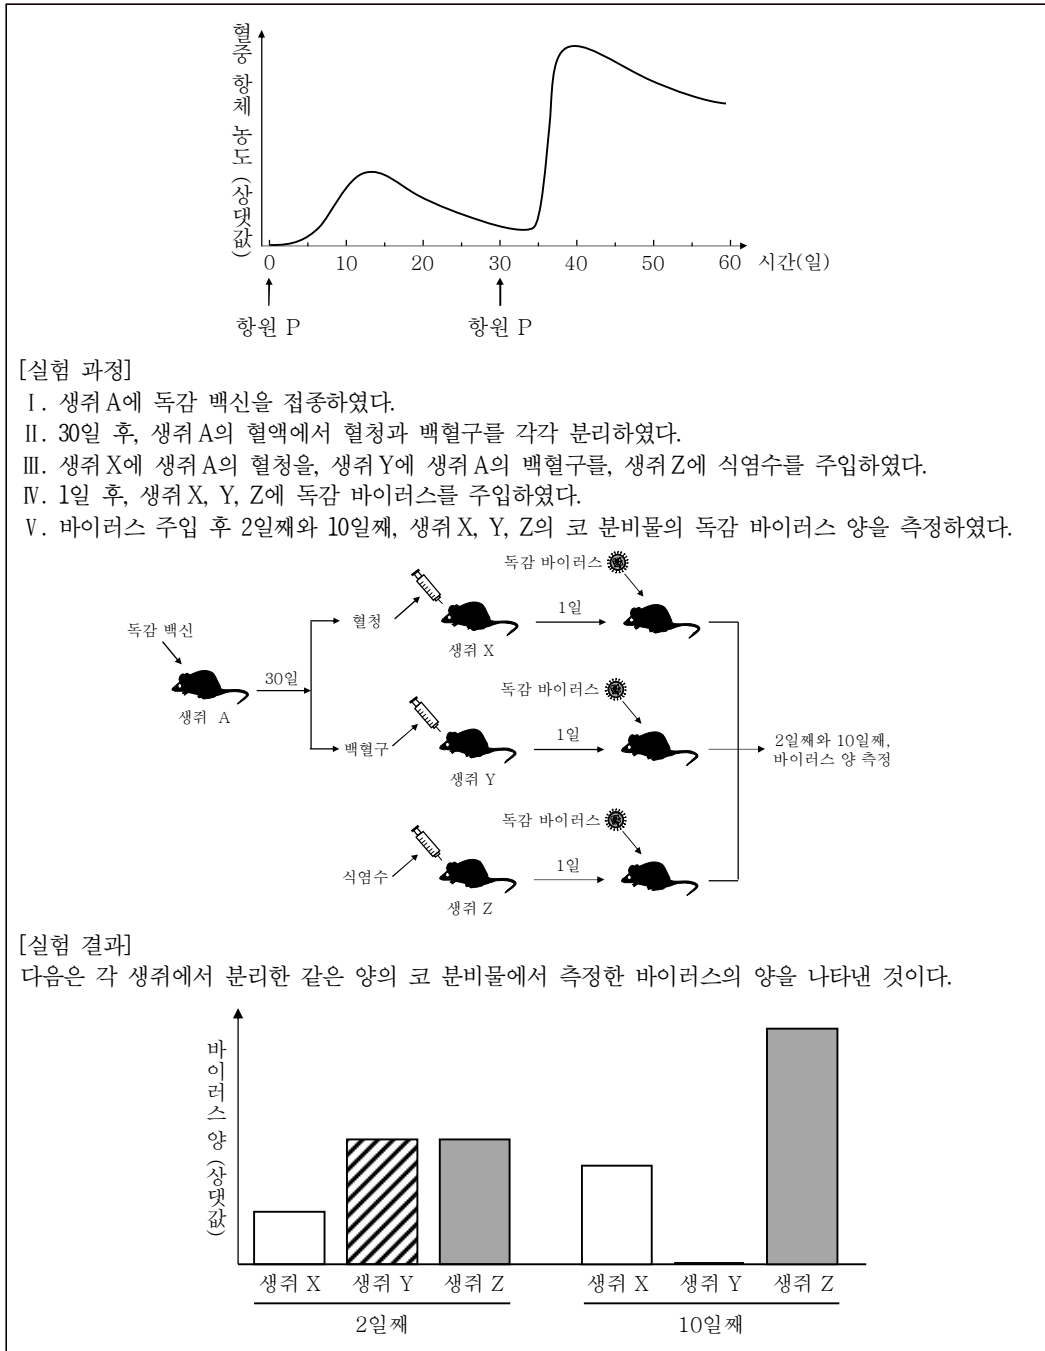 혈중 항체 농도(상댓값)
0 10 20 30 40 50 60 시간(일)
항원 P 항원 P
[실험 과정]
Ⅰ. 생쥐 A에 독감 백신을 접종하였다.
Ⅱ. 30일 후, 생쥐 A의 혈액에서 혈청과 백혈구를 각각 분리하였다.
Ⅲ. 생쥐 X에 생쥐 A의 혈청을, 생쥐 Y에 생쥐 A의 백혈구를, 생쥐 Z에 식염수를 주입하였다.
Ⅳ. 1일 후, 생쥐 X, Y, Z에 독감 바이러스를 주입하였다.
Ⅴ. 바이러스 주입 후 2일째와 10일째, 생쥐 X, Y, Z의 코 분비물의 독감 바이러스 양을 측정하였다.
독감 바이러스
혈청
1일
생쥐 X
독감 백신
30일
생쥐 A
독감 바이러스
백혈구
1일
생쥐 Y
2일째와 10일째,
바이러스 양 측정
독감 바이러스
식염수
1일
생쥐 Z
[실험 결과]
다음은 각 생쥐에서 분리한 같은 양의 코 분비물에서 측정한 바이러스의 양을 나타낸 것이다.
바이러스 양(상댓값)
생쥐 X 생쥐 Y 생쥐 Z 생쥐 X 생쥐 Y 생쥐 Z
2일째 10일째